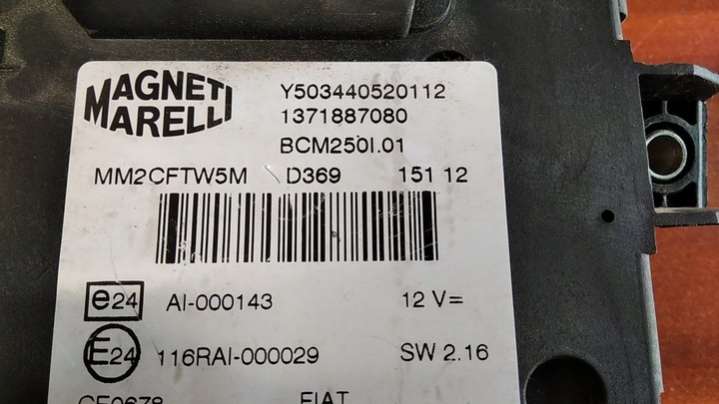 MAGNETI
MARELLI
Y503440520112
1371887080
BCM250I.01
MM2CFTW5M D369 151 12
e24 AI-000143 12 V=
E24 116RAI-000029 SW 2.16
CE0678 FIAT